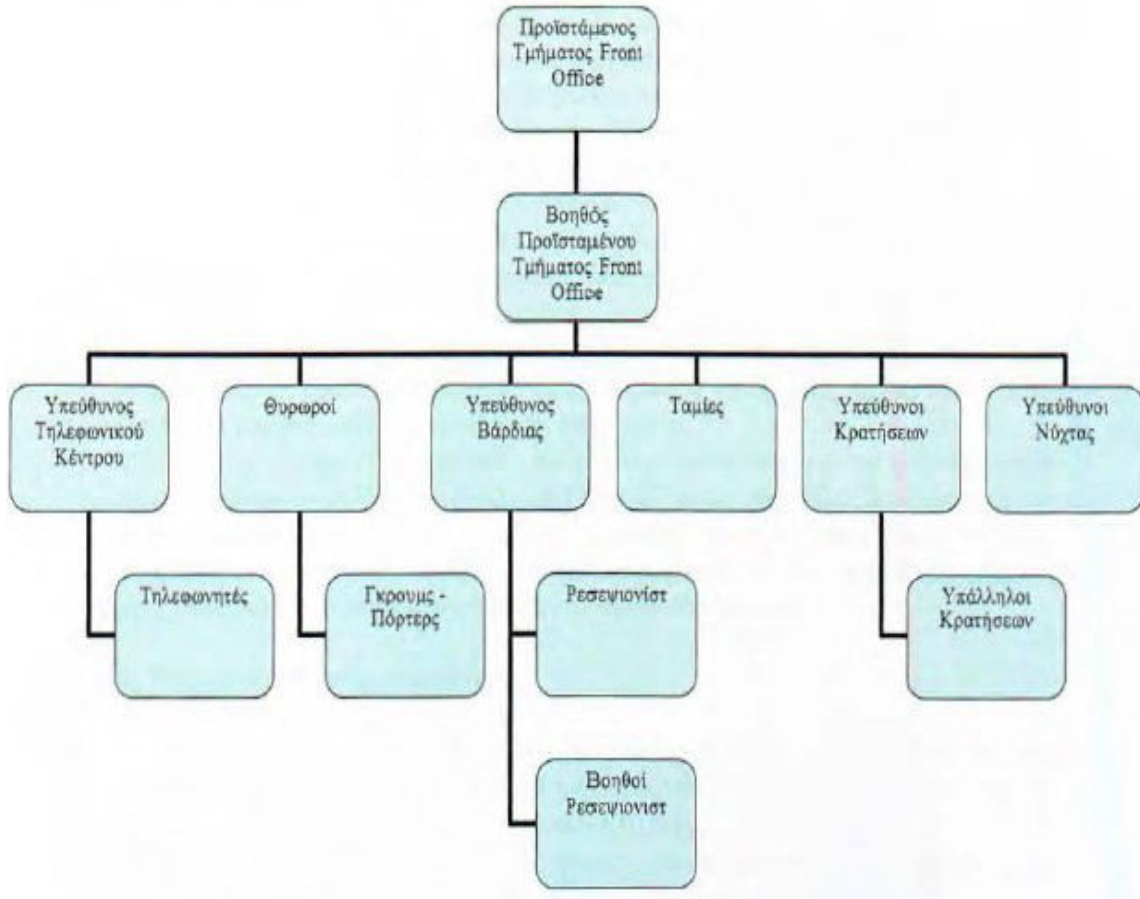 Προϊστάμενος
Τμήματος Front
Office
Βοηθός
Προϊσταμένου
Τμήματος Front
Office
Υπεύθυνος
Τηλεφωνικού
Κέντρου
Θυρωροί
Υπεύθυνος
Βάρδιας
Ταμίες
Υπεύθυνοι
Κρατήσεων
Υπεύθυνοι
Νύχτας
Τηλεφωνητές
Γκρουμς -
Πόρτερς
Ρεσεψιονίστ
Υπάλληλοι
Κρατήσεων
Βοηθοί
Ρεσεψιονιστ